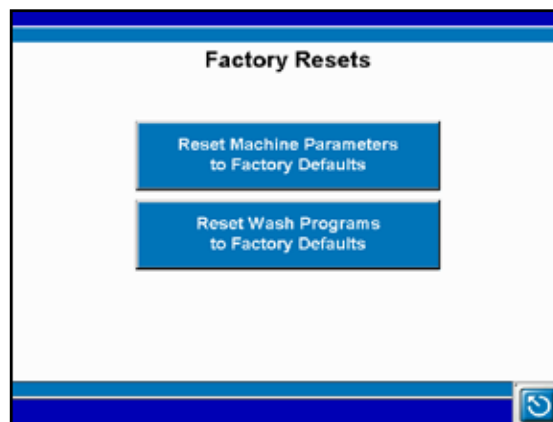 Factory Resets
Reset Machine Parameters
to Factory Defaults
Reset Wash Programs
to Factory Defaults